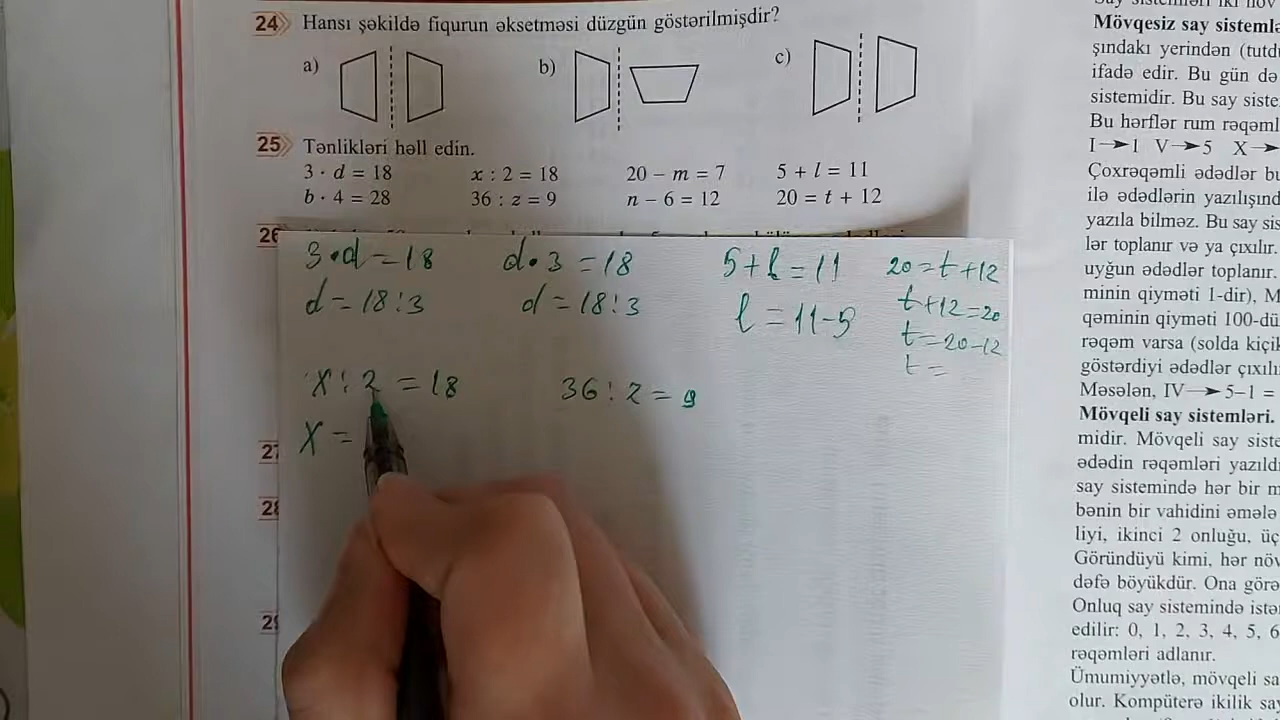 24 Hansı şəkildə fiqurun əksetməsi düzgün göstərilmişdir?
a) b) c)
25 Tənlikləri həll edin.
3 · d = 18 x : 2 = 18 20 – m = 7 5 + l = 11
b · 4 = 28 36 : z = 9 n – 6 = 12 20 = t + 12
26
3·d=18 d·3=18 5+l=11 20=t+12
d=18:3 d=18:3 l=11-5 t+12=20
t=20-12
t=
x:2=18 36:z=9
x=
27
28
29
Mövqesiz say sistemlə
şındakı yerindən (tutd
ifadə edir. Bu gün də
sistemidir. Bu say siste
Bu hərflər rum rəqəml
I➔1 V➔5 X➔
Çoxrəqəmli ədədlər bu
ilə ədədlərin yazılışınd
yazıla bilməz. Bu say sis
lər toplanır və ya çıxılır.
uyğun ədədlər toplanır.
minin qiyməti 1-dir), M
qəminin qiyməti 100-dü
rəqəm varsa (solda kiçik
göstərdiyi ədədlər çıxılı
Məsələn, IV➔5–1 =
Mövqeli say sistemləri.
midir. Mövqeli say siste
ədədin rəqəmləri yazıldı
say sistemində hər bir m
bənin bir vahidini əmələ
liyi, ikinci 2 onluğu, üç
Göründüyü kimi, hər növ
dəfə böyükdür. Ona görə
Onluq say sistemində istə
edilir: 0, 1, 2, 3, 4, 5, 6
rəqəmləri adlanır.
Ümumiyyətlə, mövqeli sa
olur. Kompüterə ikilik say